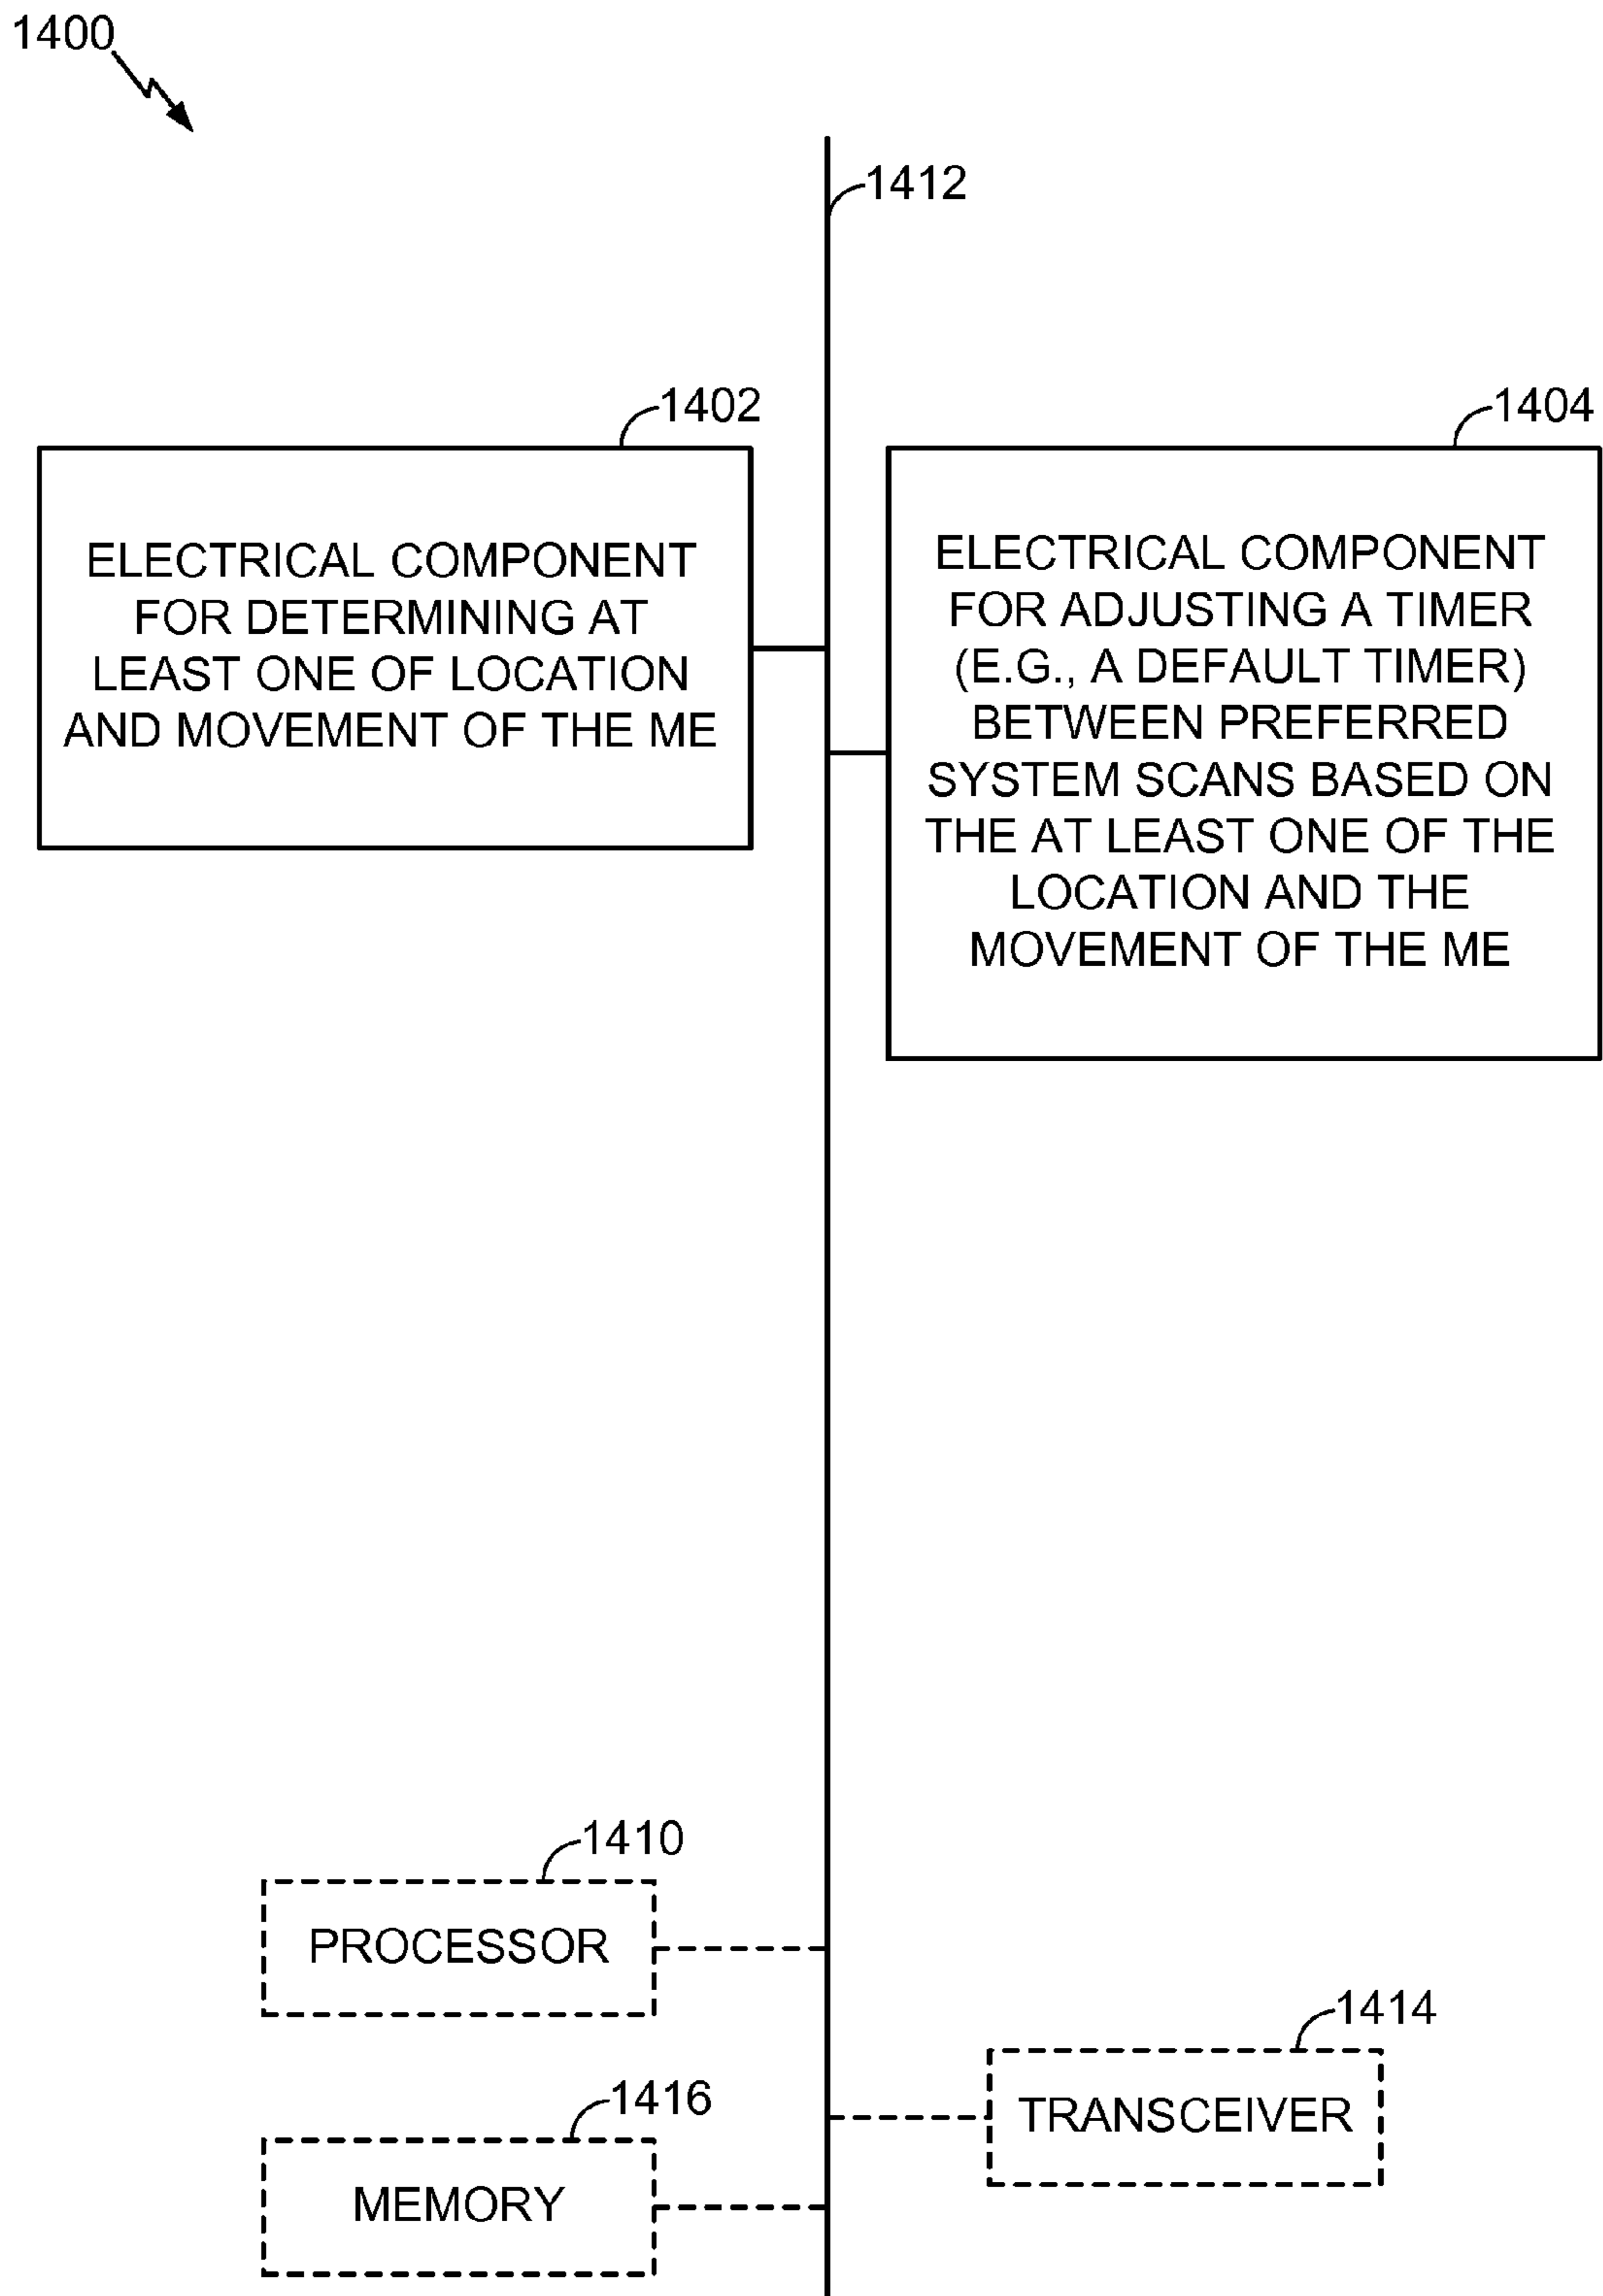 1400
1412
1402
ELECTRICAL COMPONENT
FOR DETERMINING AT
LEAST ONE OF LOCATION
AND MOVEMENT OF THE ME
1404
ELECTRICAL COMPONENT
FOR ADJUSTING A TIMER
(E.G., A DEFAULT TIMER)
BETWEEN PREFERRED
SYSTEM SCANS BASED ON
THE AT LEAST ONE OF THE
LOCATION AND THE
MOVEMENT OF THE ME
1410
PROCESSOR
1414
TRANSCEIVER
1416
MEMORY